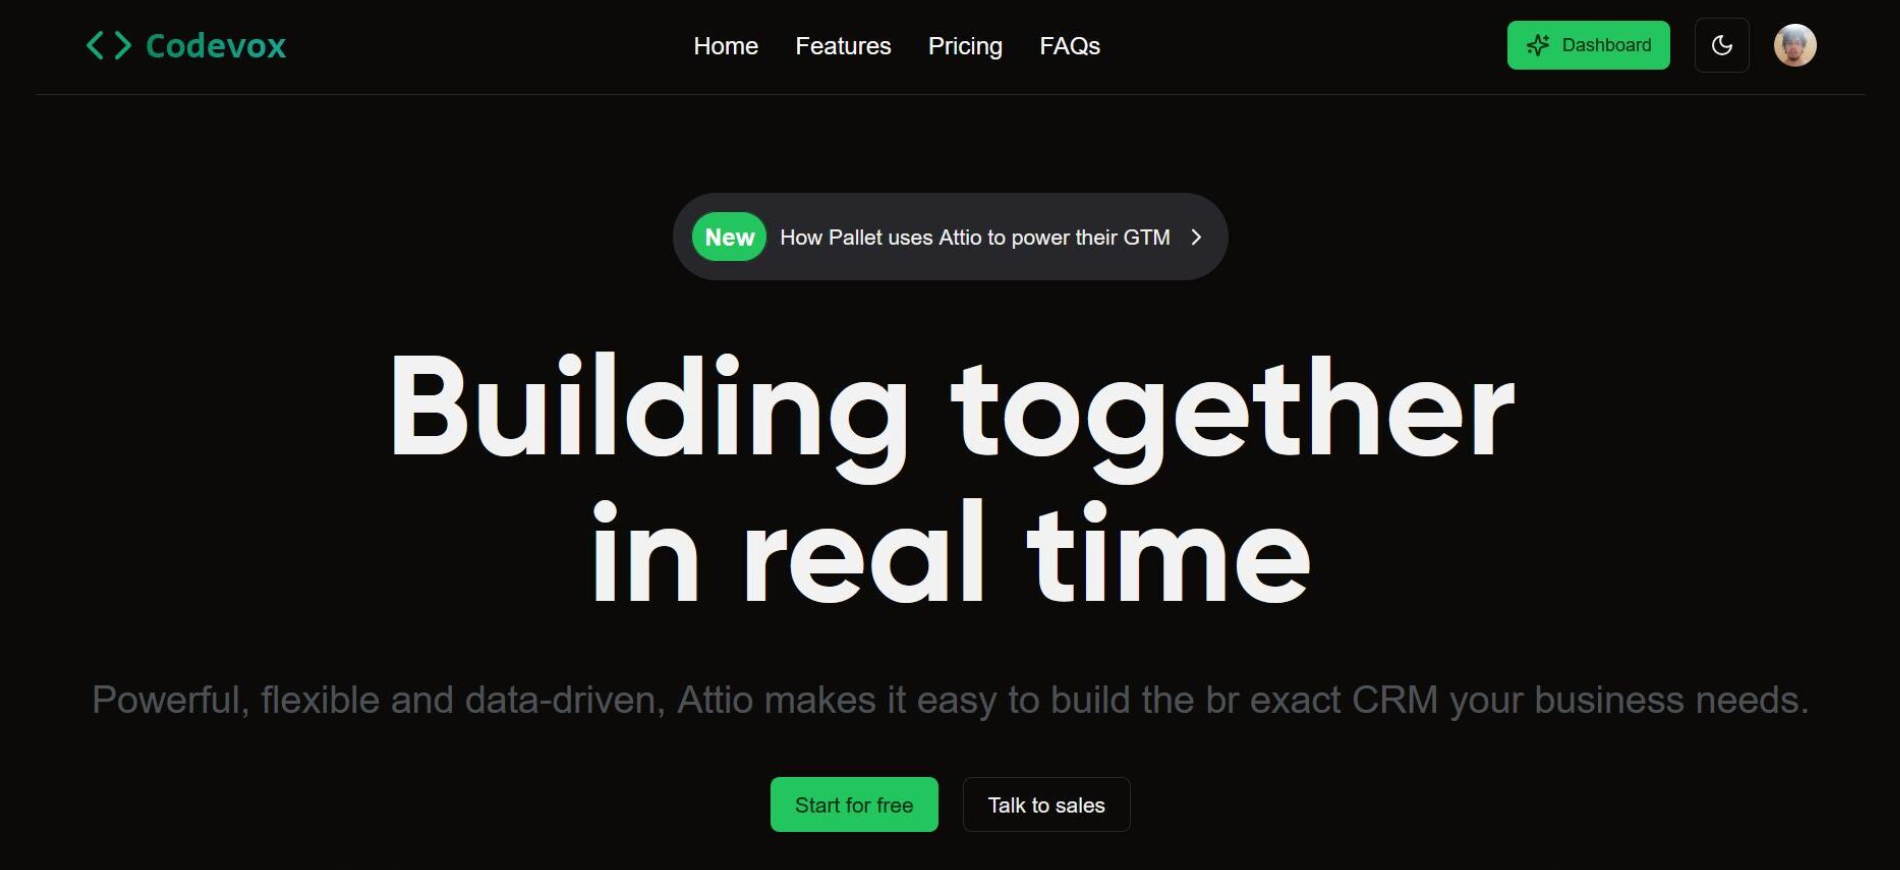 Codevox
Home Features Pricing FAQs
Dashboard
New How Pallet uses Attio to power their GTM
Building together
in real time
Powerful, flexible and data-driven, Attio makes it easy to build the br exact CRM your business needs.
Start for free Talk to sales